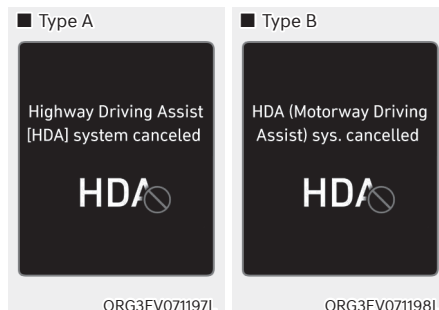 ■ Type A
Highway Driving Assist
[HDA] system canceled
HDA
ORG3EV071197L
■ Type B
HDA (Motorway Driving
Assist) sys. cancelled
HDA
ORG3EV071198L